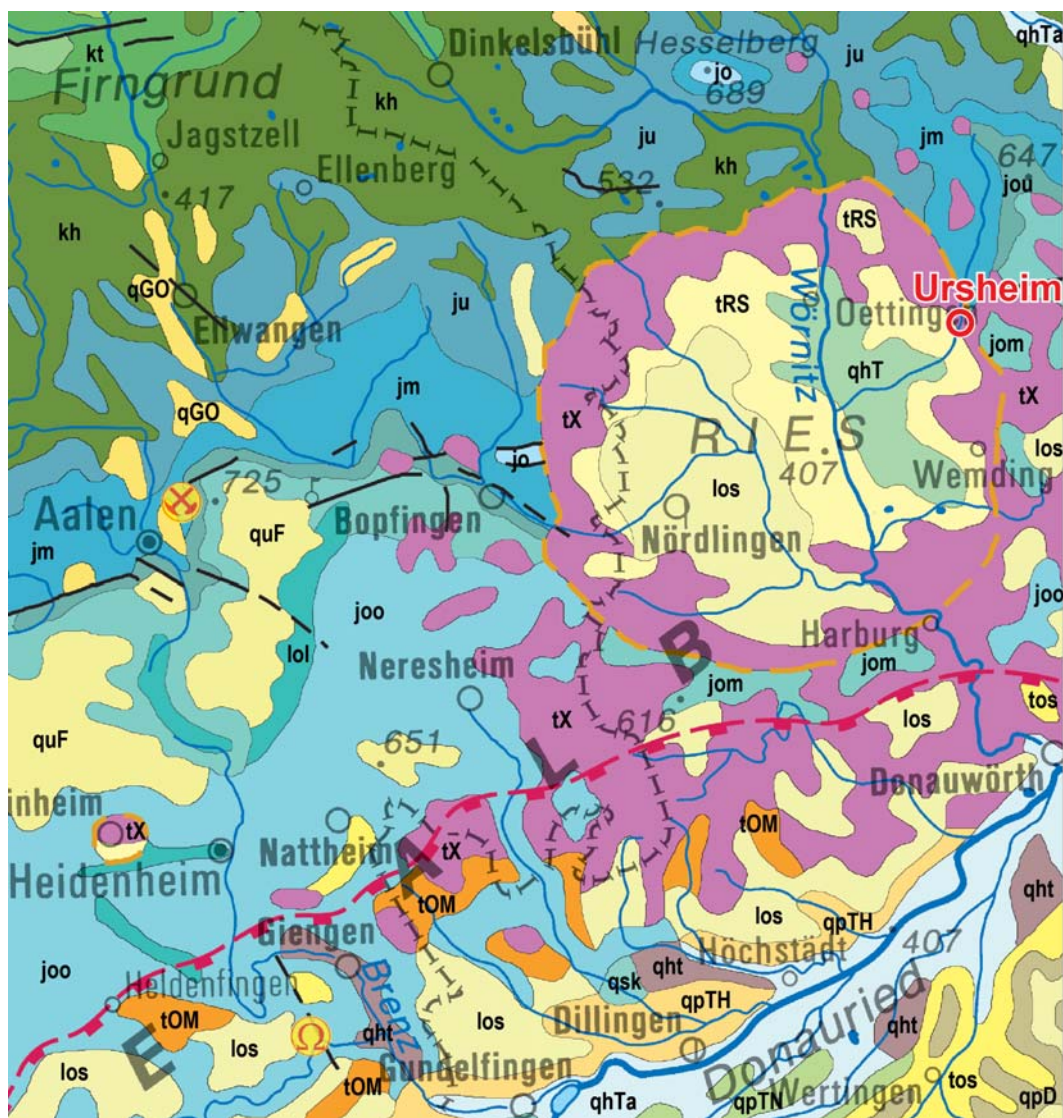 kt
Dinkelsbühl
Hesselberg
ju
qhTa
jo
689
Firngrund
kh
Jagstzell
ju
jm
647
jou
Ellenberg
kh
532
417
kh
tRS
qGO
Ursheim
tRS
Wörnitz
Oettingen
Ellwangen
ju
jom
jm
qhT
qGO
tX
tX
RIES
los
jo
407
Wemding
725
los
Aalen
Bopfingen
quF
Nördlingen
jm
joo
joo
Harburg
lol
B
jom
Neresheim
jom
tos
tX
616
los
quF
651
L
Donauwörth
einheim
tX
tOM
Nattheim
tX
A
Heidenheim
qht
tOM
los
qpTH
Giengen
407
joo
Höchstädt
Heldenfingen
qht
qsk
qpTH
tOM
Brenz
Dillingen
qht
Ω
qht
los
Donauried
los
los
E
tOM
Gundelfingen
Wertingen
tos
qhTa
qpTN
qpD